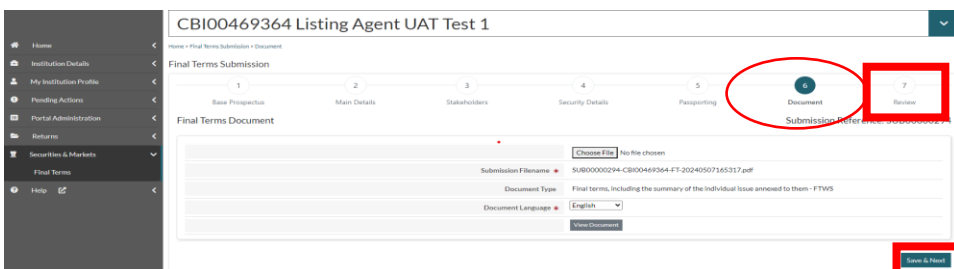 CBI00469364 Listing Agent UAT Test 1
Home
Institution Details
My Institution Profile
Pending Actions
Portal Administration
Returns
Securities & Markets
Final Terms
Help
Home • Final Terms Submission • Document
Final Terms Submission
1 2 3 4 5 6 7
Base Prospectus Main Details Stakeholders Security Details Passporting Document Review
Final Terms Document Submission Reference: SUB00000294
Choose File No file chosen
Submission Filename * SUB00000294-CBI00469364-FT-20240507165317.pdf
Document Type Final terms, including the summary of the individual issue annexed to them - FTWS
Document Language * English
View Document
Save & Next